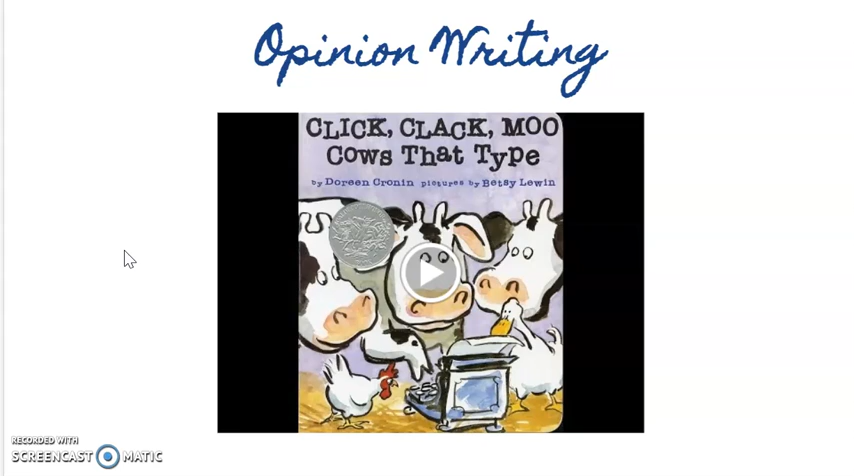 Opinion Writing
CLICK, CLACK, MOO
Cows That Type
by Doreen Cronin pictures by Betsy Lewin
RECORDED WITH
SCREENCAST MATIC